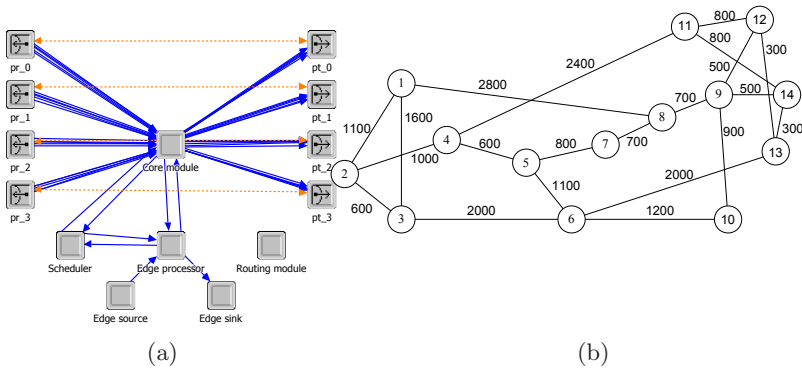 pr_0
pt_0
pr_1
pt_1
pr_2
pt_2
Core module
pr_3
pt_3
Scheduler
Edge processor
Routing module
Edge source
Edge sink
(a)
11
800
12
800
300
2400
500
1
2800
9
500
14
700
8
1100
1600
4
600
800
7
700
900
300
13
2
1000
5
2000
600
1100
3
2000
6
1200
10
(b)